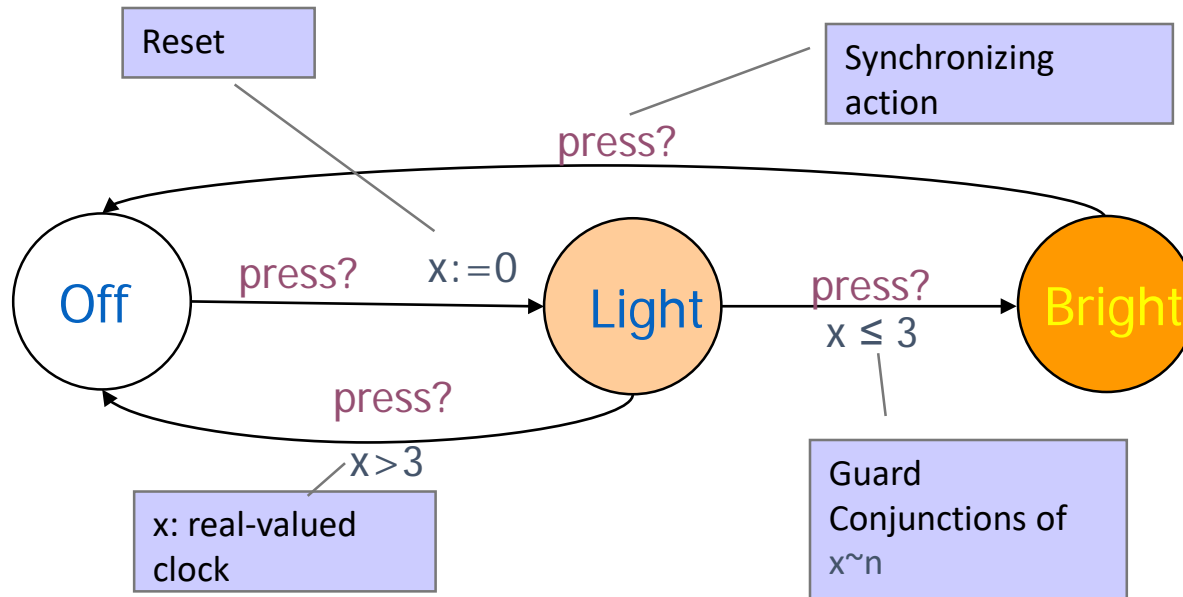 Reset
Synchronizing
action
press?
Off
press?
x:=0
Light
press?
x ≤ 3
Bright
press?
x>3
x: real-valued
clock
Guard
Conjunctions of
x~n